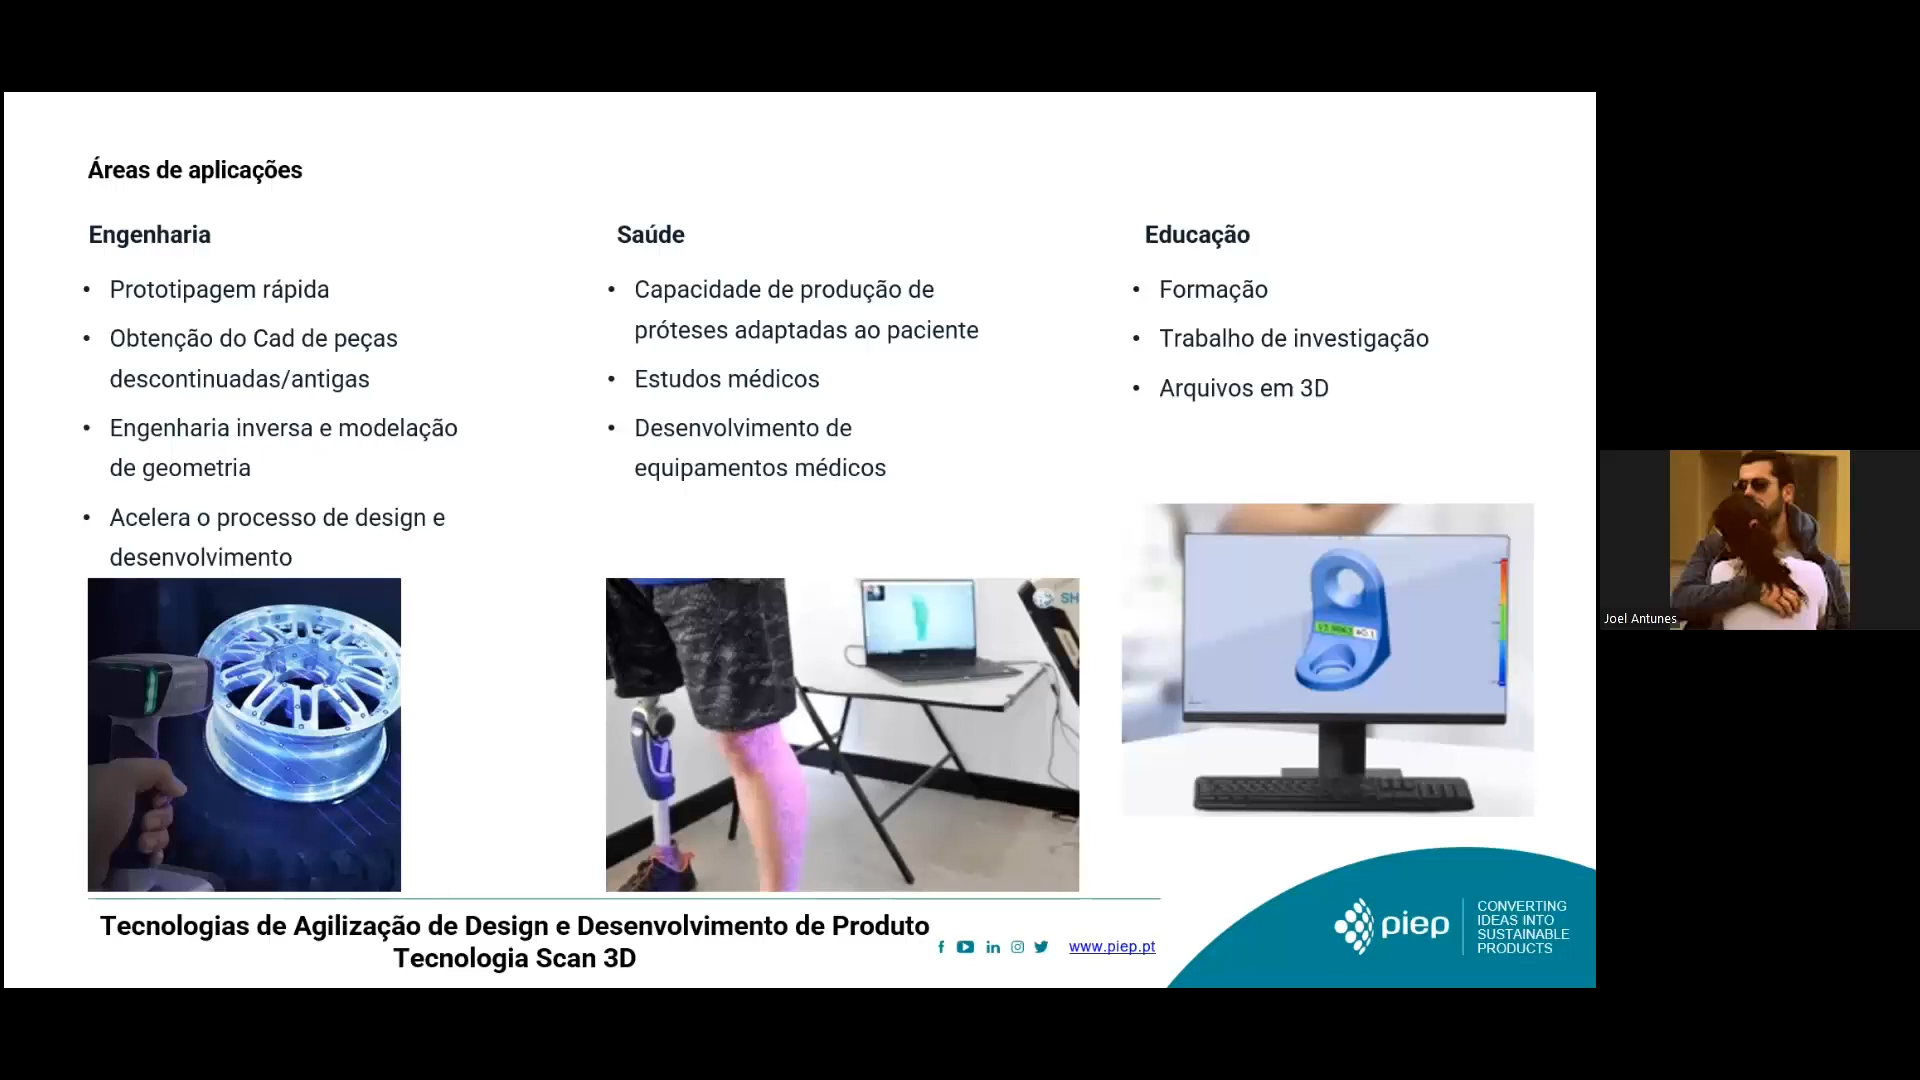 Áreas de aplicações
Engenharia
• Prototipagem rápida
• Obtenção do Cad de peças
descontinuadas/antigas
• Engenharia inversa e modelação
de geometria
• Acelera o processo de design e
desenvolvimento
Saúde
• Capacidade de produção de
próteses adaptadas ao paciente
• Estudos médicos
• Desenvolvimento de
equipamentos médicos
Educação
• Formação
• Trabalho de investigação
• Arquivos em 3D
SH
Joel Antunes
Tecnologias de Agilização de Design e Desenvolvimento de Produto
Tecnologia Scan 3D
www.piep.pt
piep
CONVERTING
IDEAS INTO
SUSTAINABLE
PRODUCTS